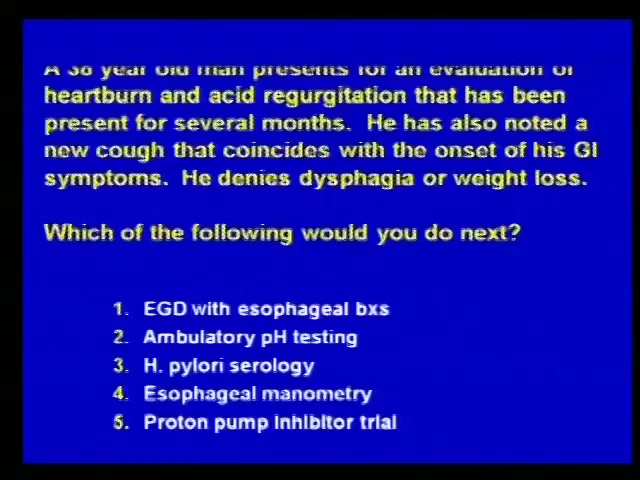 A 38 year old man presents for an evaluation of
heartburn and acid regurgitation that has been
present for several months. He has also noted a
new cough that coincides with the onset of his GI
symptoms. He denies dysphagia or weight loss.
Which of the following would you do next?
1. EGD with esophageal bxs
2. Ambulatory pH testing
3. H. pylori serology
4. Esophageal manometry
5. Proton pump inhibitor trial